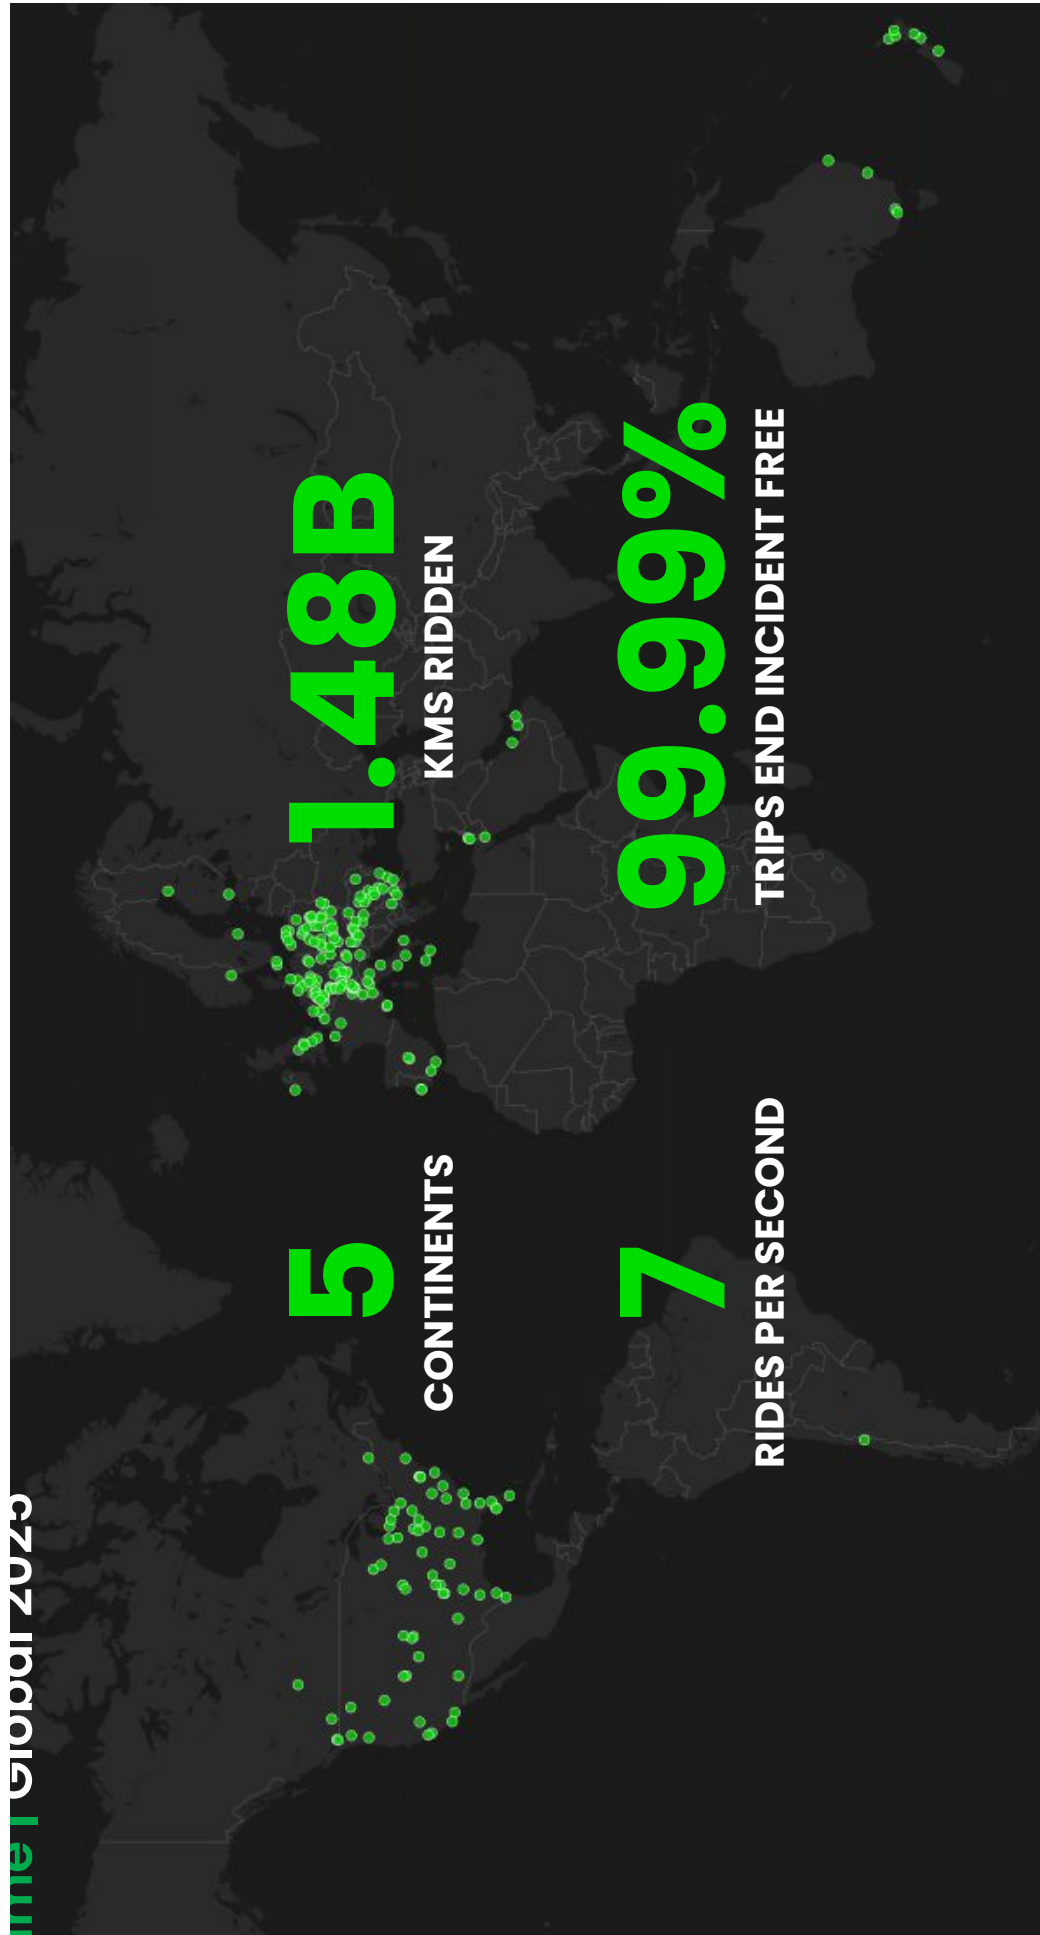 Global 2025
5
CONTINENTS
1.48B
KMS RIDDEN
7
RIDES PER SECOND
99.99%
TRIPS END INCIDENT FREE